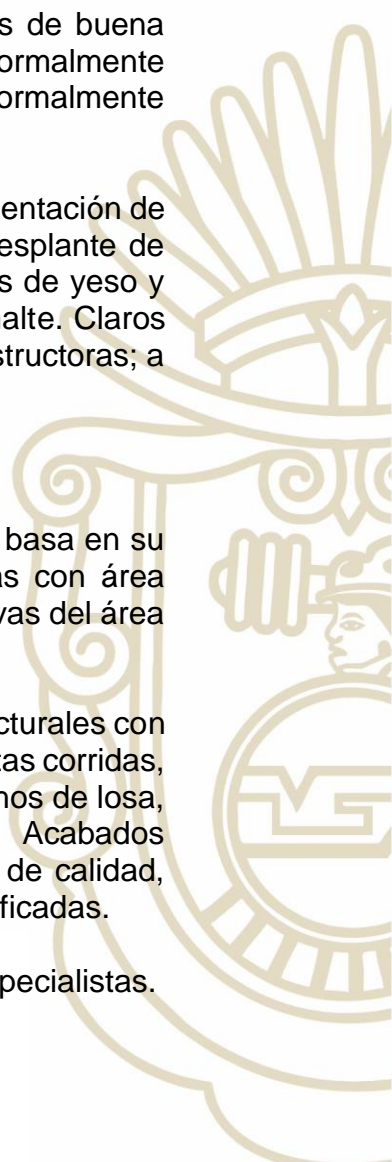 s de buena
ormalmente
ormalmente
entación de
esplante de
s de yeso y
alte. Claros
structoras; a
basa en su
as con área
vas del área
cturales con
tas corridas,
nos de losa,
Acabados
de calidad,
ficadas.
pecialistas.